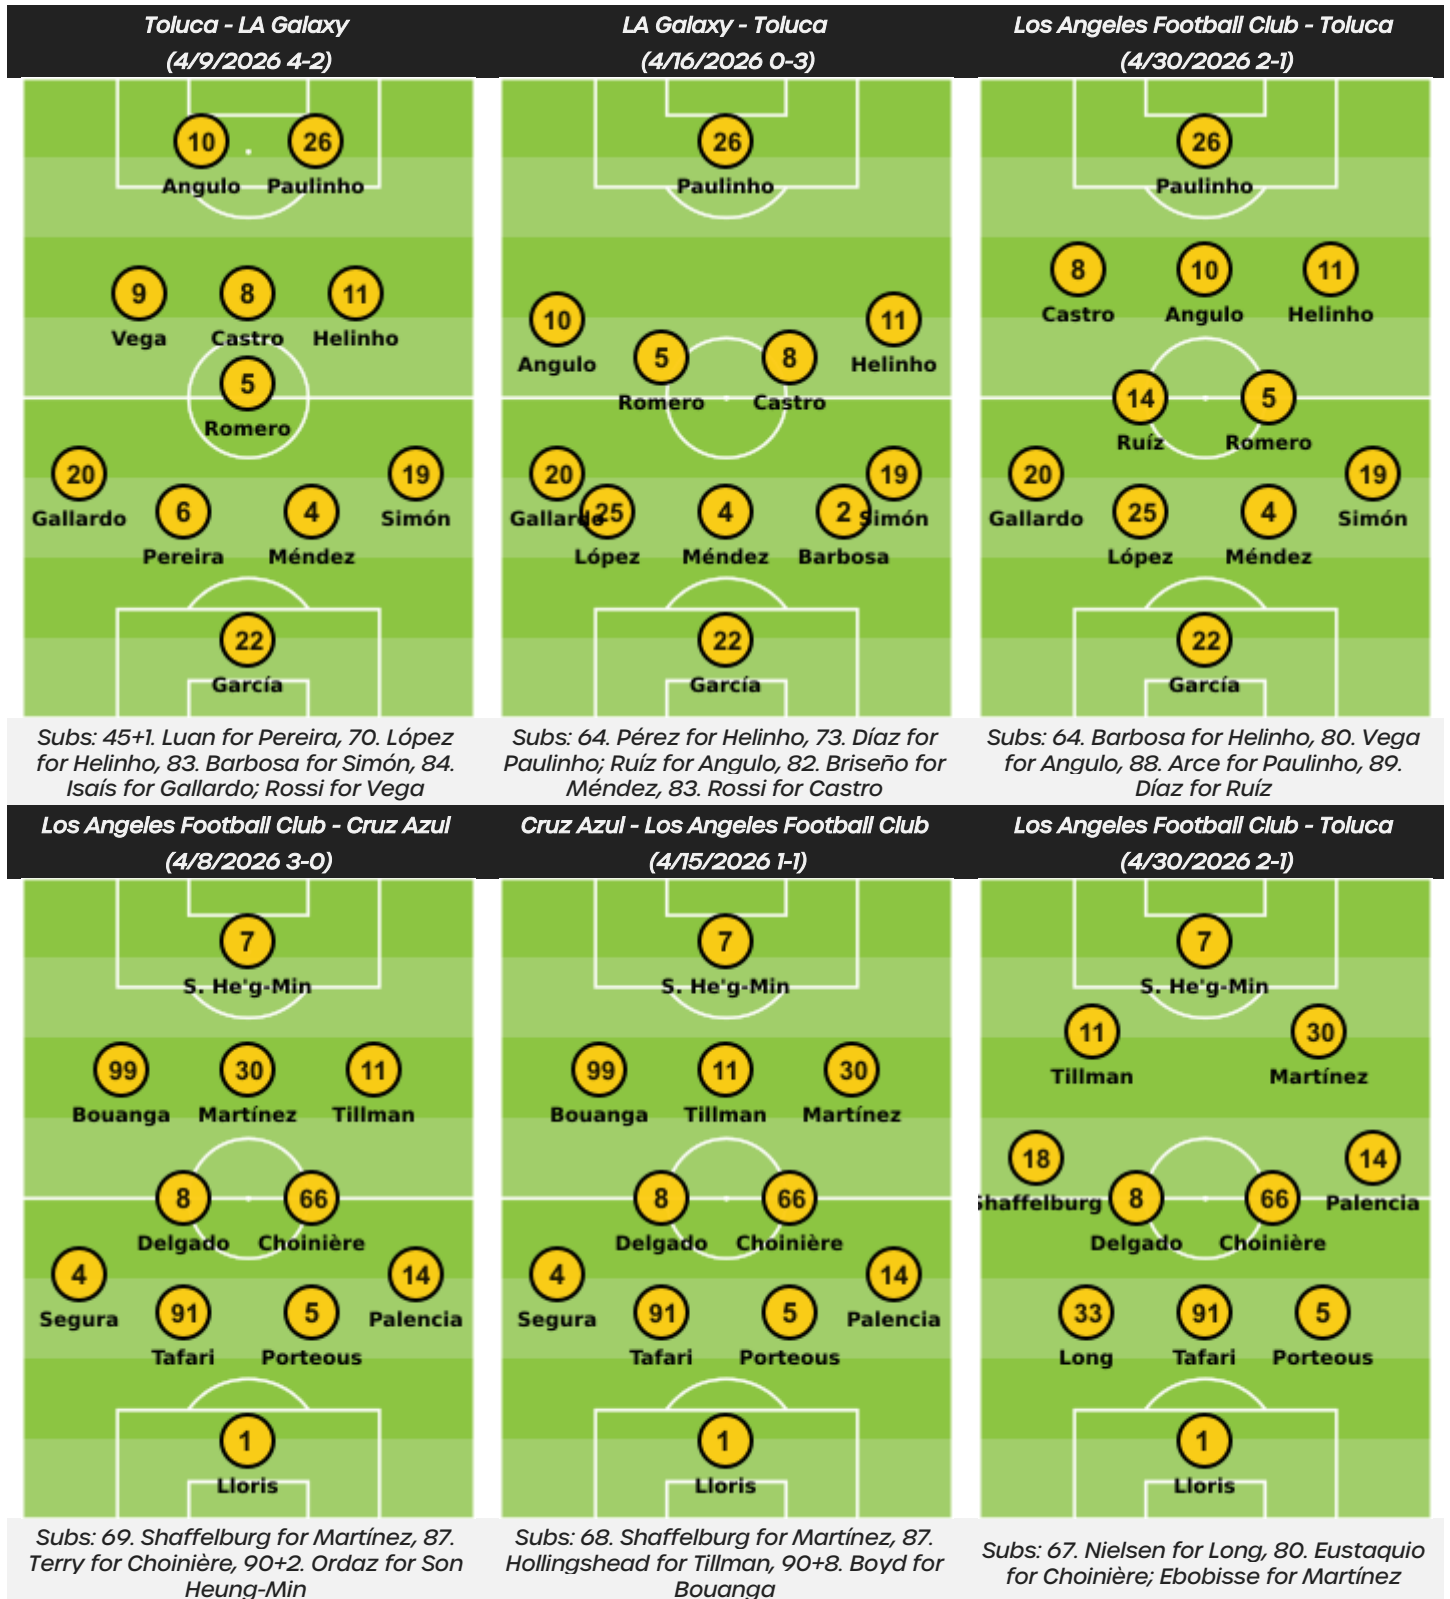 Toluca - LA Galaxy
(4/9/2026 4-2)
10 26
Angulo Paulinho
9 8 11
Vega Castro Helinho
5
Romero
20 19
Gallardo Simón
6 4
Pereira Méndez
22
García
Subs: 45+1. Luan for Pereira, 70. López
for Helinho, 83. Barbosa for Simón, 84.
Isaís for Gallardo; Rossi for Vega
LA Galaxy - Toluca
(4/16/2026 0-3)
26
Paulinho
10 11
Angulo Helinho
5 8
Romero Castro
20 19
Gallardo Simón
25 4 2
López Méndez Barbosa
22
García
Subs: 64. Pérez for Helinho, 73. Díaz for
Paulinho; Ruíz for Angulo, 82. Briseño for
Méndez, 83. Rossi for Castro
Los Angeles Football Club - Toluca
(4/30/2026 2-1)
26
Paulinho
8 10 11
Castro Angulo Helinho
14 5
Ruíz Romero
20 19
Gallardo Simón
25 4
López Méndez
22
García
Subs: 64. Barbosa for Helinho, 80. Vega
for Angulo, 88. Arce for Paulinho, 89.
Díaz for Ruíz
Los Angeles Football Club - Cruz Azul
(4/8/2026 3-0)
7
S. He'g-Min
99 30 11
Bouanga Martínez Tillman
8 66
Delgado Choinière
4 14
Segura Palencia
91 5
Tafari Porteous
1
Lloris
Subs: 69. Shaffelburg for Martínez, 87.
Terry for Choinière, 90+2. Ordaz for Son
Heung-Min
Cruz Azul - Los Angeles Football Club
(4/15/2026 1-1)
7
S. He'g-Min
99 11 30
Bouanga Tillman Martínez
8 66
Delgado Choinière
4 14
Segura Palencia
91 5
Tafari Porteous
1
Lloris
Subs: 68. Shaffelburg for Martínez, 87.
Hollingshead for Tillman, 90+8. Boyd for
Bouanga
Los Angeles Football Club - Toluca
(4/30/2026 2-1)
7
S. He'g-Min
11 30
Tillman Martínez
18 14
Shaffelburg Palencia
8 66
Delgado Choinière
33 91 5
Long Tafari Porteous
1
Lloris
Subs: 67. Nielsen for Long, 80. Eustaquio
for Choinière; Ebobisse for Martínez